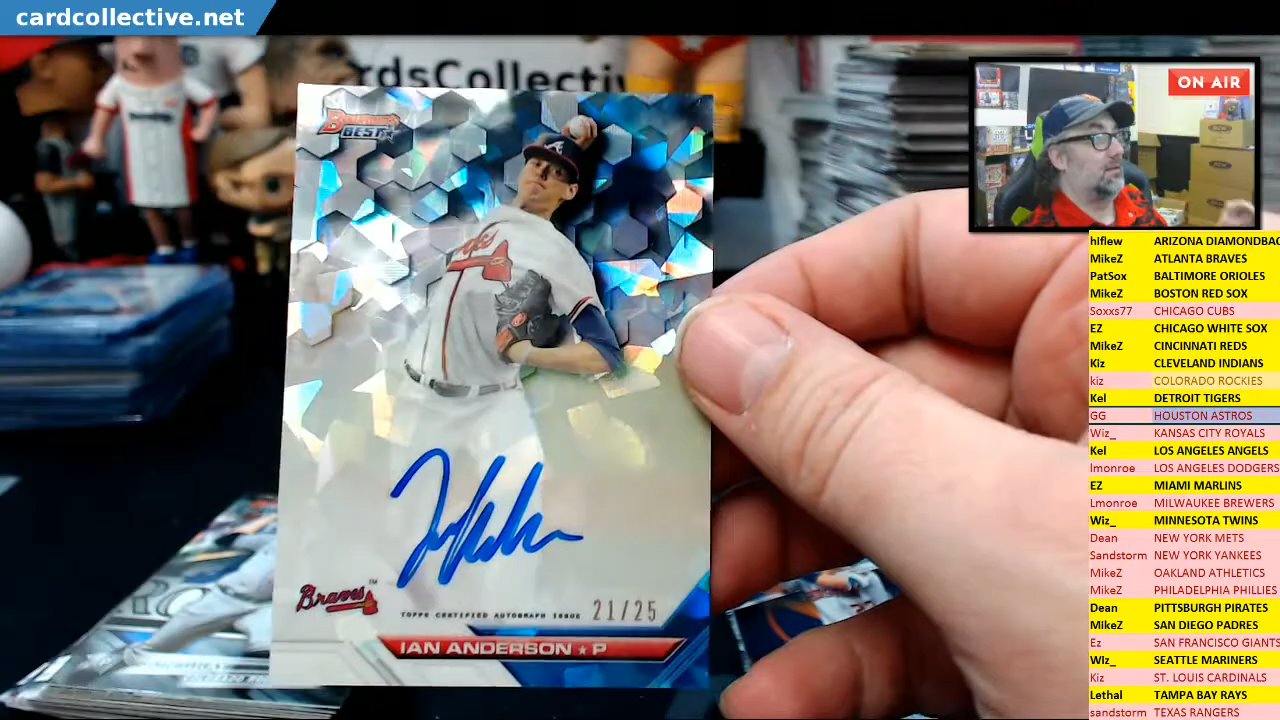 cardcollective.net
rdsCollectiv
ON AIR
Bowman's
BEST
Braves
TOPPS CERTIFIED AUTOGRAPH ISSUE
21/25
IAN ANDERSON ★ P
Braves™
hlflew ARIZONA DIAMONDBAC
MikeZ ATLANTA BRAVES
PatSox BALTIMORE ORIOLES
MikeZ BOSTON RED SOX
Soxxs77 CHICAGO CUBS
EZ CHICAGO WHITE SOX
MikeZ CINCINNATI REDS
Kiz CLEVELAND INDIANS
kiz COLORADO ROCKIES
Kel DETROIT TIGERS
GG HOUSTON ASTROS
Wiz_ KANSAS CITY ROYALS
Kel LOS ANGELES ANGELS
lmonroe LOS ANGELES DODGERS
EZ MIAMI MARLINS
Lmonroe MILWAUKEE BREWERS
Wiz_ MINNESOTA TWINS
Dean NEW YORK METS
Sandstorm NEW YORK YANKEES
MikeZ OAKLAND ATHLETICS
MikeZ PHILADELPHIA PHILLIES
Dean PITTSBURGH PIRATES
MikeZ SAN DIEGO PADRES
Ez SAN FRANCISCO GIANTS
WIz_ SEATTLE MARINERS
Kiz ST. LOUIS CARDINALS
Lethal TAMPA BAY RAYS
sandstorm TEXAS RANGERS